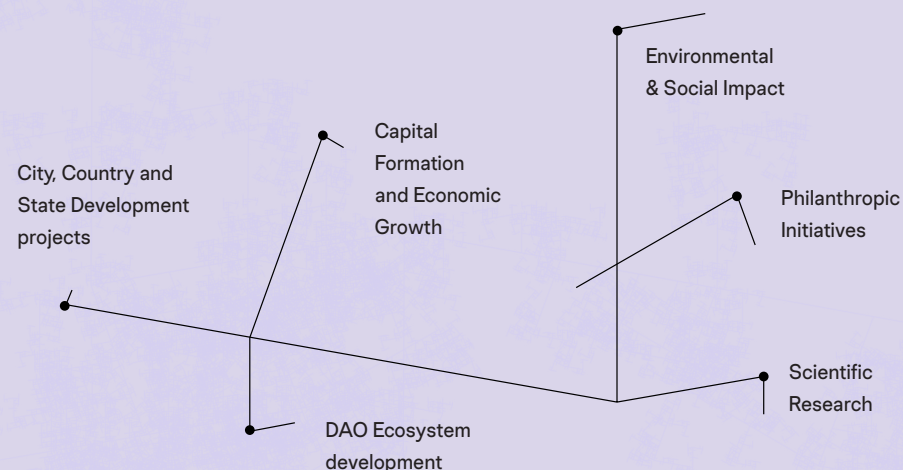 Environmental
& Social Impact
Capital
Formation
and Economic
Growth
City, Country and
State Development
projects
Philanthropic
Initiatives
Scientific
Research
DAO Ecosystem
development